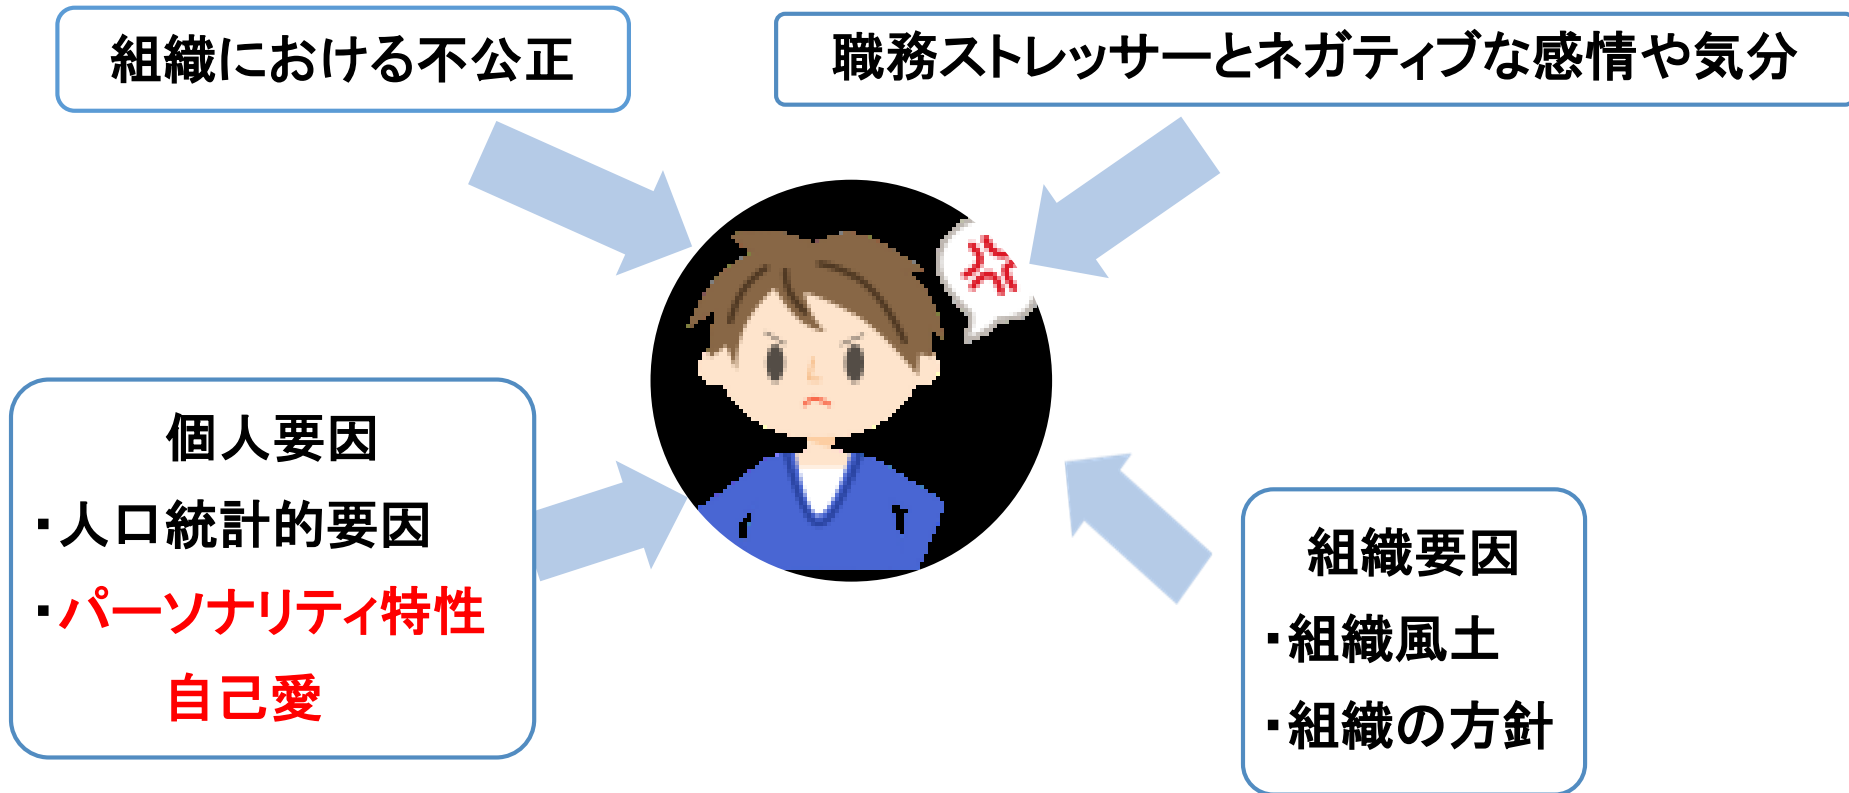 組織における不公正
職務ストレッサーとネガティブな感情や気分
個人要因
・人口統計的要因
・パーソナリティ特性
自己愛
組織要因
・組織風土
・組織の方針